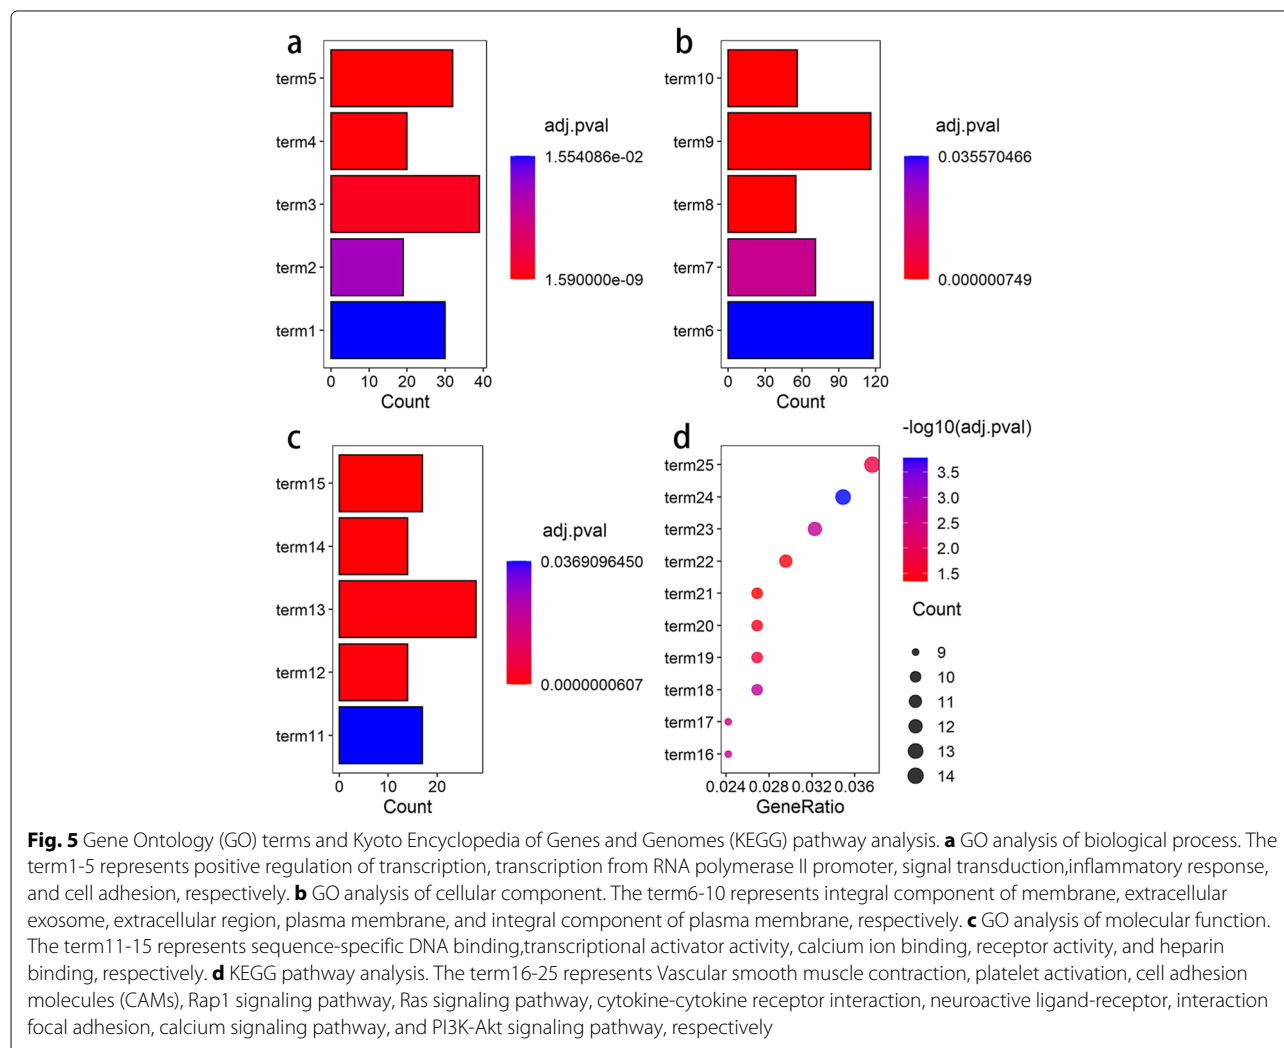 a
term5
term4
term3
term2
term1
0 10 20 30 40
Count
adj.pval
1.554086e-02
1.590000e-09
b
term10
term9
term8
term7
term6
0 30 60 90 120
Count
adj.pval
0.035570466
0.000000749
c
term15
term14
term13
term12
term11
0 10 20
Count
adj.pval
0.0369096450
0.0000000607
d
term25
term24
term23
term22
term21
term20
term19
term18
term17
term16
0.024 0.028 0.032 0.036
GeneRatio
-log10(adj.pval)
3.5
3.0
2.5
2.0
1.5
Count
9
10
11
12
13
14
Fig. 5 Gene Ontology (GO) terms and Kyoto Encyclopedia of Genes and Genomes (KEGG) pathway analysis. a GO analysis of biological process. The
term1-5 represents positive regulation of transcription, transcription from RNA polymerase II promoter, signal transduction,inflammatory response,
and cell adhesion, respectively. b GO analysis of cellular component. The term6-10 represents integral component of membrane, extracellular
exosome, extracellular region, plasma membrane, and integral component of plasma membrane, respectively. c GO analysis of molecular function.
The term11-15 represents sequence-specific DNA binding,transcriptional activator activity, calcium ion binding, receptor activity, and heparin
binding, respectively. d KEGG pathway analysis. The term16-25 represents Vascular smooth muscle contraction, platelet activation, cell adhesion
molecules (CAMs), Rap1 signaling pathway, Ras signaling pathway, cytokine-cytokine receptor interaction, neuroactive ligand-receptor, interaction
focal adhesion, calcium signaling pathway, and PI3K-Akt signaling pathway, respectively